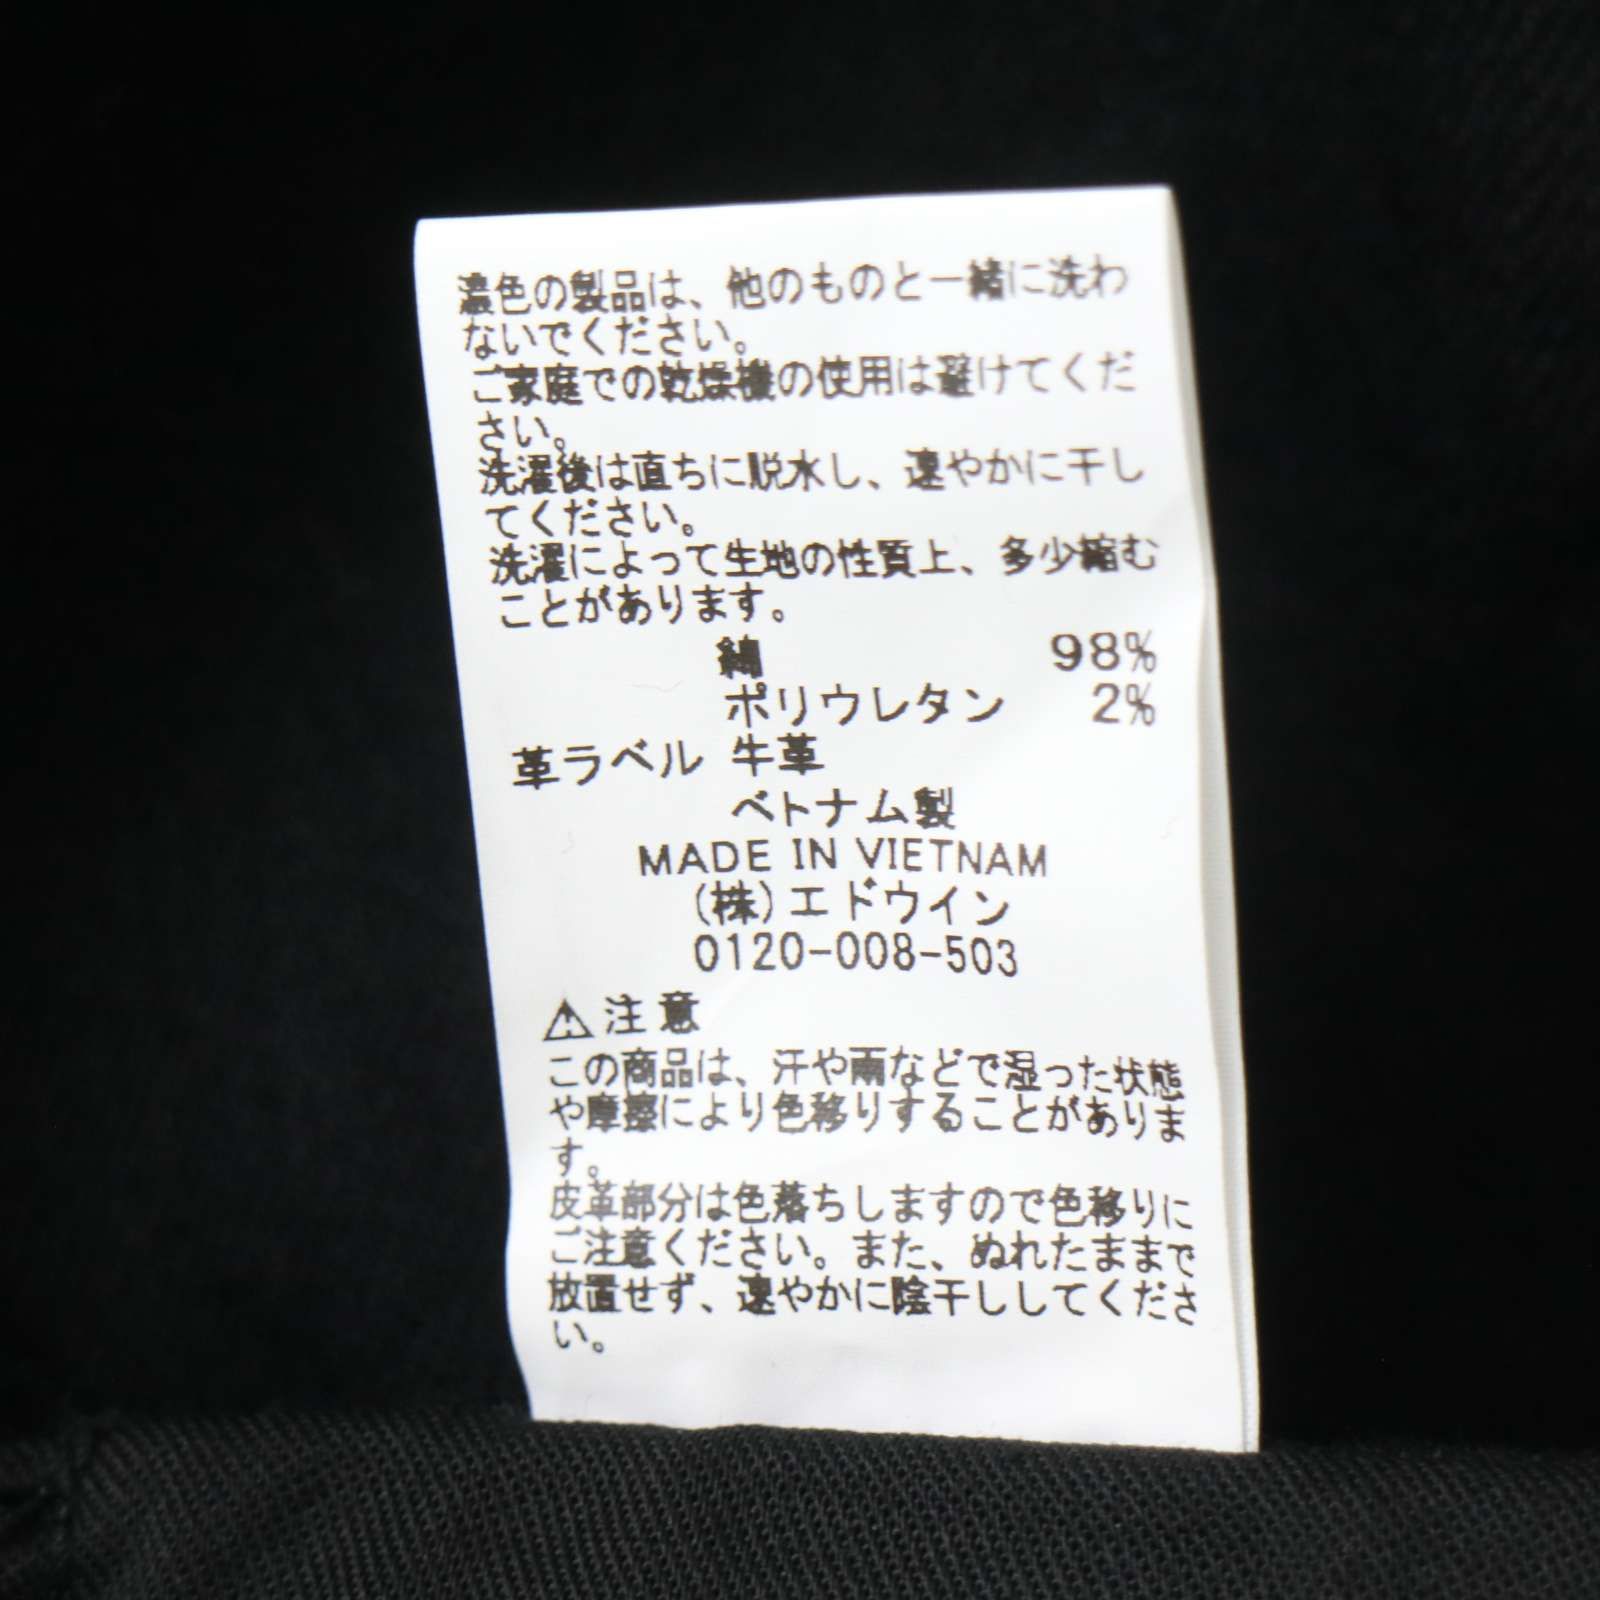 濃色の製品は、他のものと一緒に洗わ
ないでください。
ご家庭での乾燥機の使用は避けてくだ
さい。
洗濯後は直ちに脱水し、速やかに干し
てください。
洗濯によって生地の性質上、多少縮む
ことがあります。
綿 98%
ポリウレタン 2%
革ラベル 牛革
ベトナム製
MADE IN VIETNAM
(株)エドウイン
0120-008-503
⚠注意
この商品は、汗や雨などで湿った状態
や摩擦により色移りすることがありま
す。
皮革部分は色落ちしますので色移りに
ご注意ください。また、ぬれたままで
放置せず、速やかに陰干ししてくださ
い。